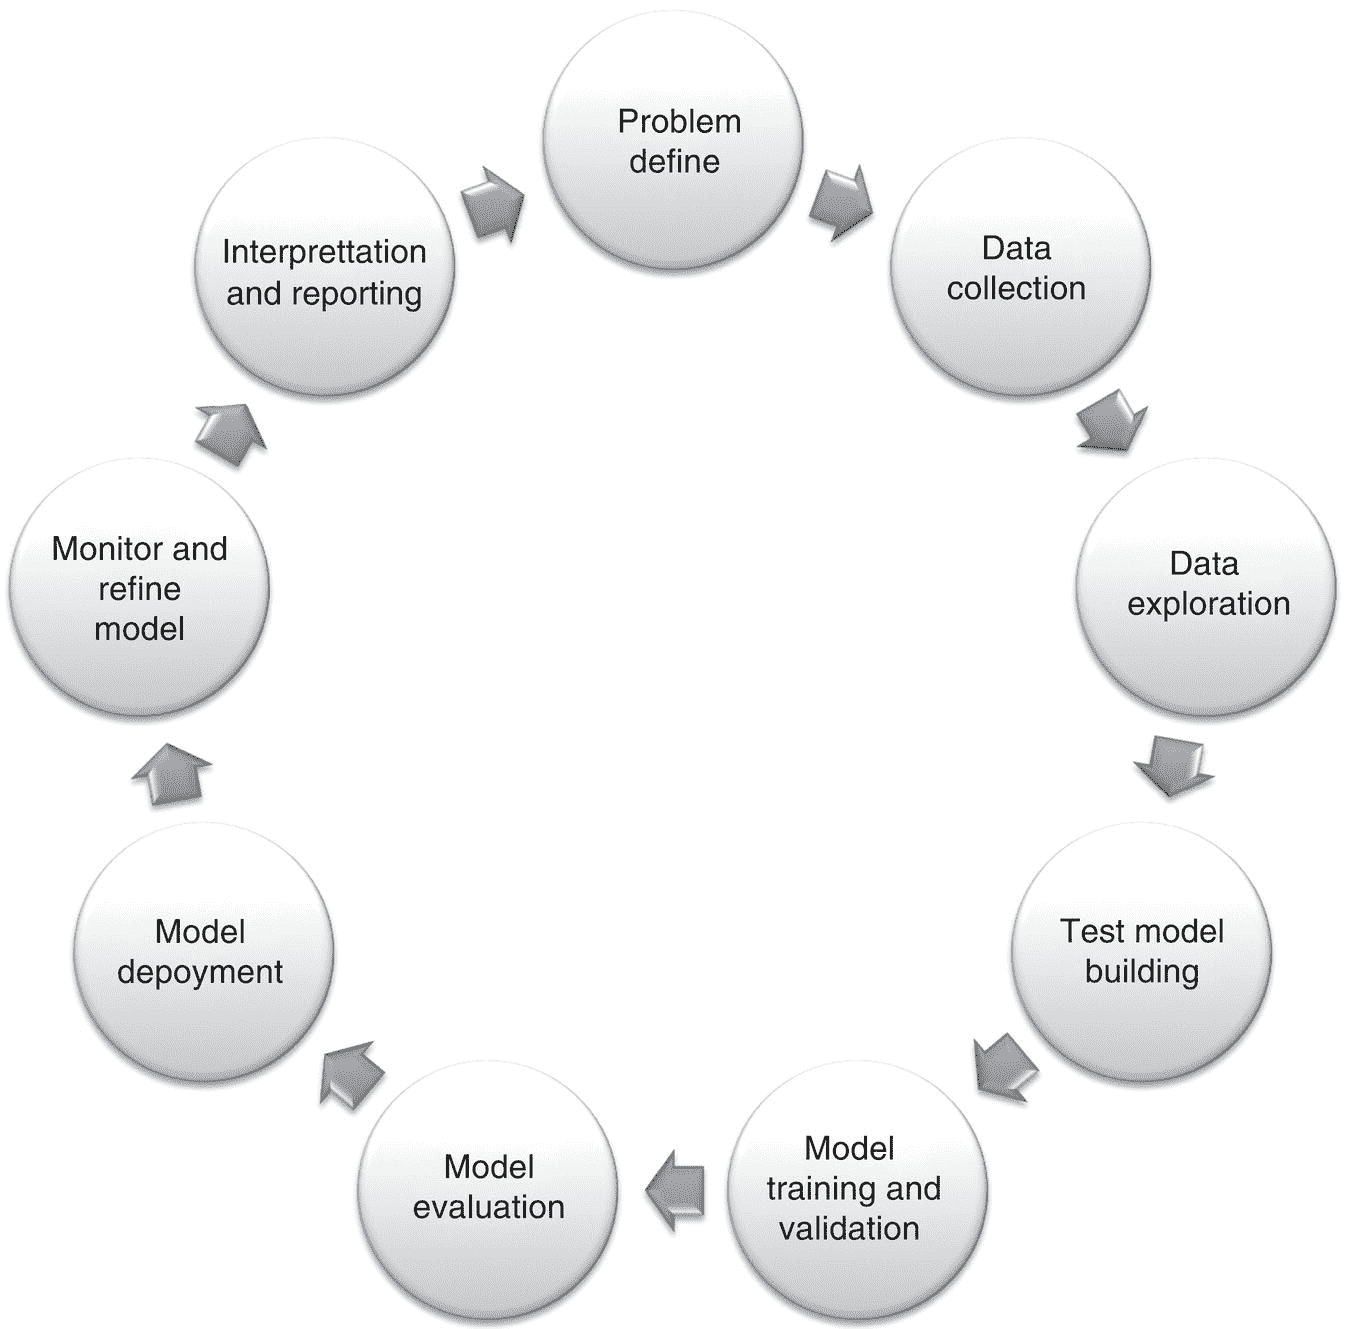 Problem
define
Data
collection
Data
exploration
Test model
building
Model
training and
validation
Model
evaluation
Model
depoyment
Monitor and
refine
model
Interprettation
and reporting